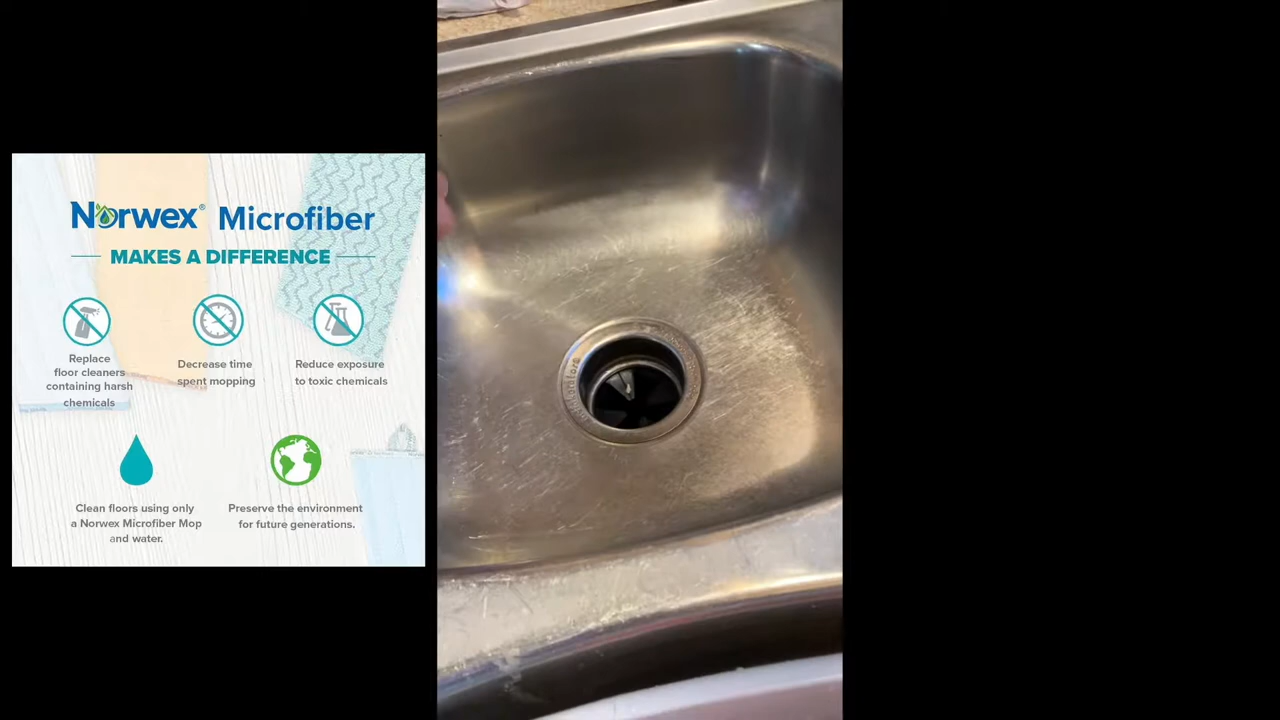 Norwex® Microfiber
MAKES A DIFFERENCE
Replace
floor cleaners
containing harsh
chemicals
Decrease time
spent mopping
Reduce exposure
to toxic chemicals
Clean floors using only
a Norwex Microfiber Mop
and water.
Preserve the environment
for future generations.